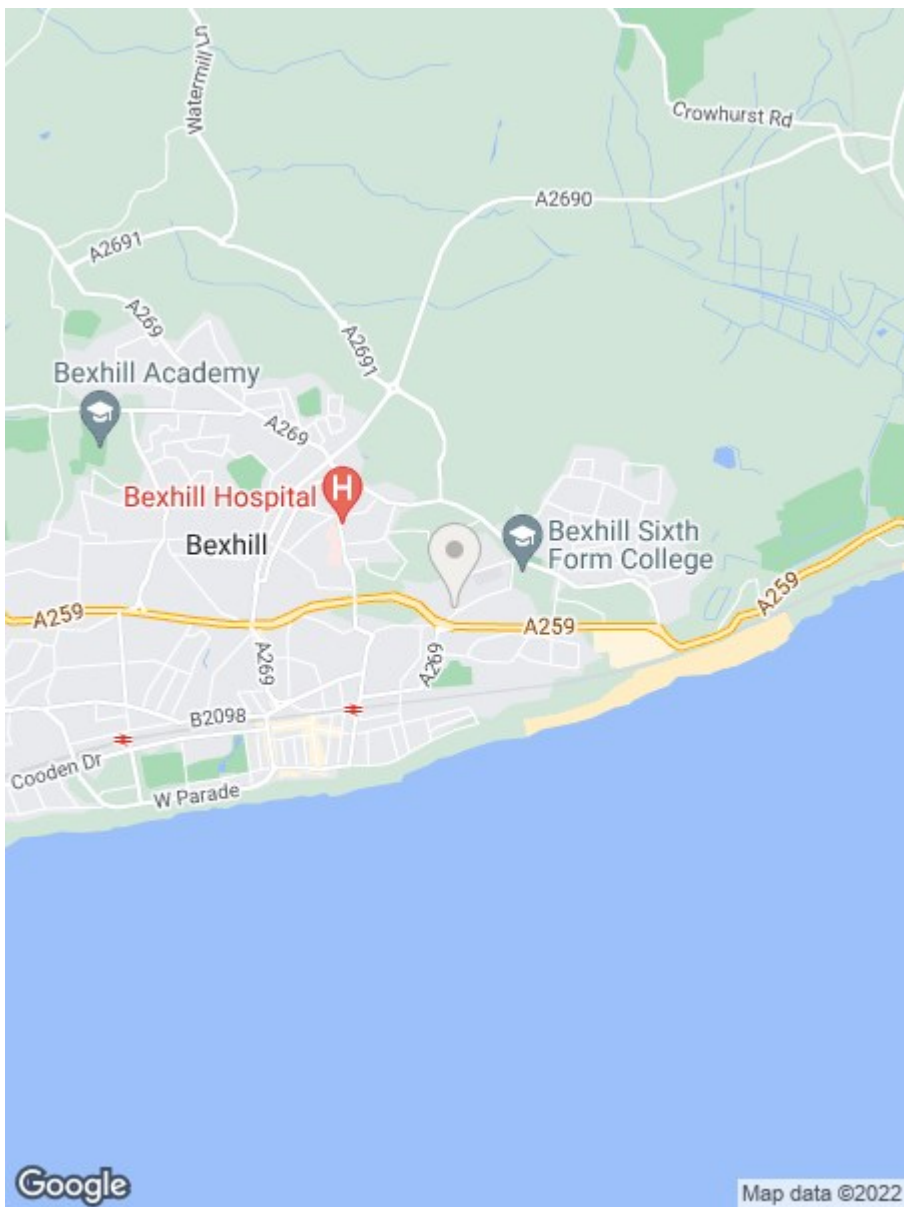 Watermill Ln
Crowhurst Rd
A2690
A2691
A269
A2691
Bexhill Academy
A269
Bexhill Hospital
H
Bexhill
Bexhill Sixth
Form College
A259
A259
A259
A269
A269
B2098
Cooden Dr
W Parade
Google
Map data ©2022